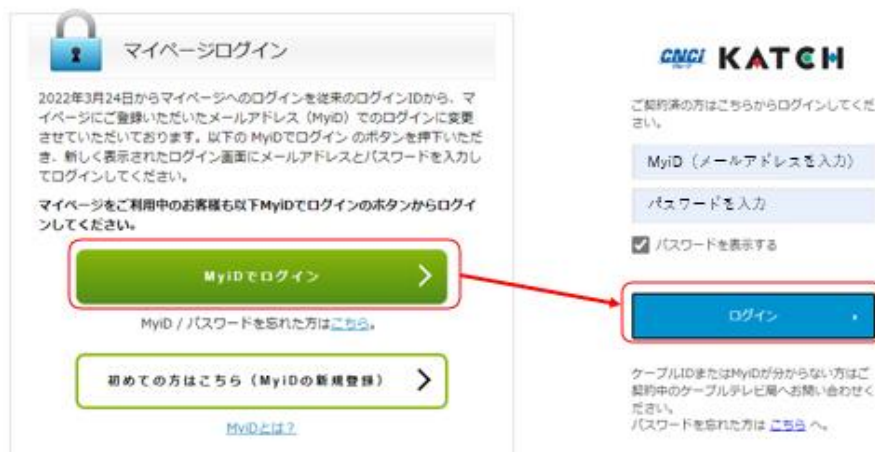 マイページログイン
2022年3月24日からマイページへのログインを従来のログインIDから、マ
イページにご登録いただいたメールアドレス（MyiD）でのログインに変更
させていただいております。以下の MyiDでログイン のボタンを押下いただ
き、新しく表示されたログイン画面にメールアドレスとパスワードを入力し
てログインしてください。
マイページをご利用中のお客様も以下MyiDでログインのボタンからログイ
ンしてください。
MyiDでログイン
MyiD / パスワードを忘れた方はこちら。
初めての方はこちら（MyiDの新規登録）
MyiDとは？
CNCI KATCH
ご契約済の方はこちらからログインしてくだ
さい。
MyiD（メールアドレスを入力）
パスワードを入力
パスワードを表示する
ログイン
ケーブルIDまたはMyiDが分からない方はご
契約中のケーブルテレビ局へお問い合わせく
ださい。
パスワードを忘れた方は こちら へ。